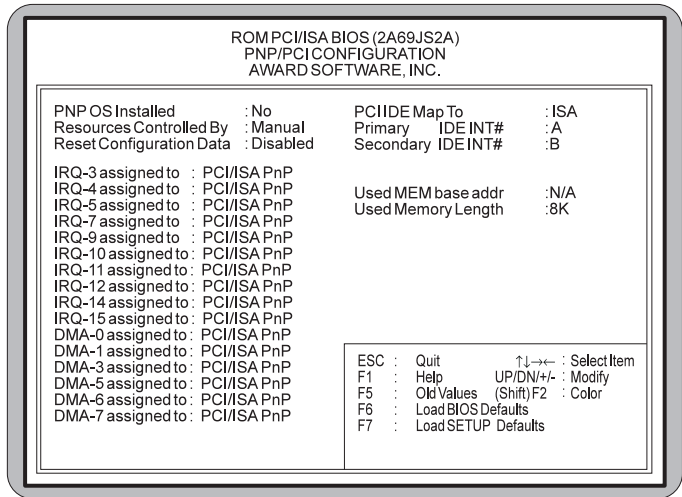 ROM PCI/ISA BIOS (2A69JS2A)
PNP/PCI CONFIGURATION
AWARD SOFTWARE, INC.
PNP OS Installed : No
Resources Controlled By : Manual
Reset Configuration Data : Disabled
IRQ-3 assigned to : PCI/ISA PnP
IRQ-4 assigned to : PCI/ISA PnP
IRQ-5 assigned to : PCI/ISA PnP
IRQ-7 assigned to : PCI/ISA PnP
IRQ-9 assigned to : PCI/ISA PnP
IRQ-10 assigned to : PCI/ISA PnP
IRQ-11 assigned to : PCI/ISA PnP
IRQ-12 assigned to : PCI/ISA PnP
IRQ-14 assigned to : PCI/ISA PnP
IRQ-15 assigned to : PCI/ISA PnP
DMA-0 assigned to : PCI/ISA PnP
DMA-1 assigned to : PCI/ISA PnP
DMA-3 assigned to : PCI/ISA PnP
DMA-5 assigned to : PCI/ISA PnP
DMA-6 assigned to : PCI/ISA PnP
DMA-7 assigned to : PCI/ISA PnP
PCI IDE Map To : ISA
Primary IDE INT# : A
Secondary IDE INT# : B
Used MEM base addr : N/A
Used Memory Length : 8K
ESC : Quit ↑↓→← : Select Item
F1 : Help UP/DN/+/- : Modify
F5 : Old Values (Shift) F2 : Color
F6 : Load BIOS Defaults
F7 : Load SETUP Defaults